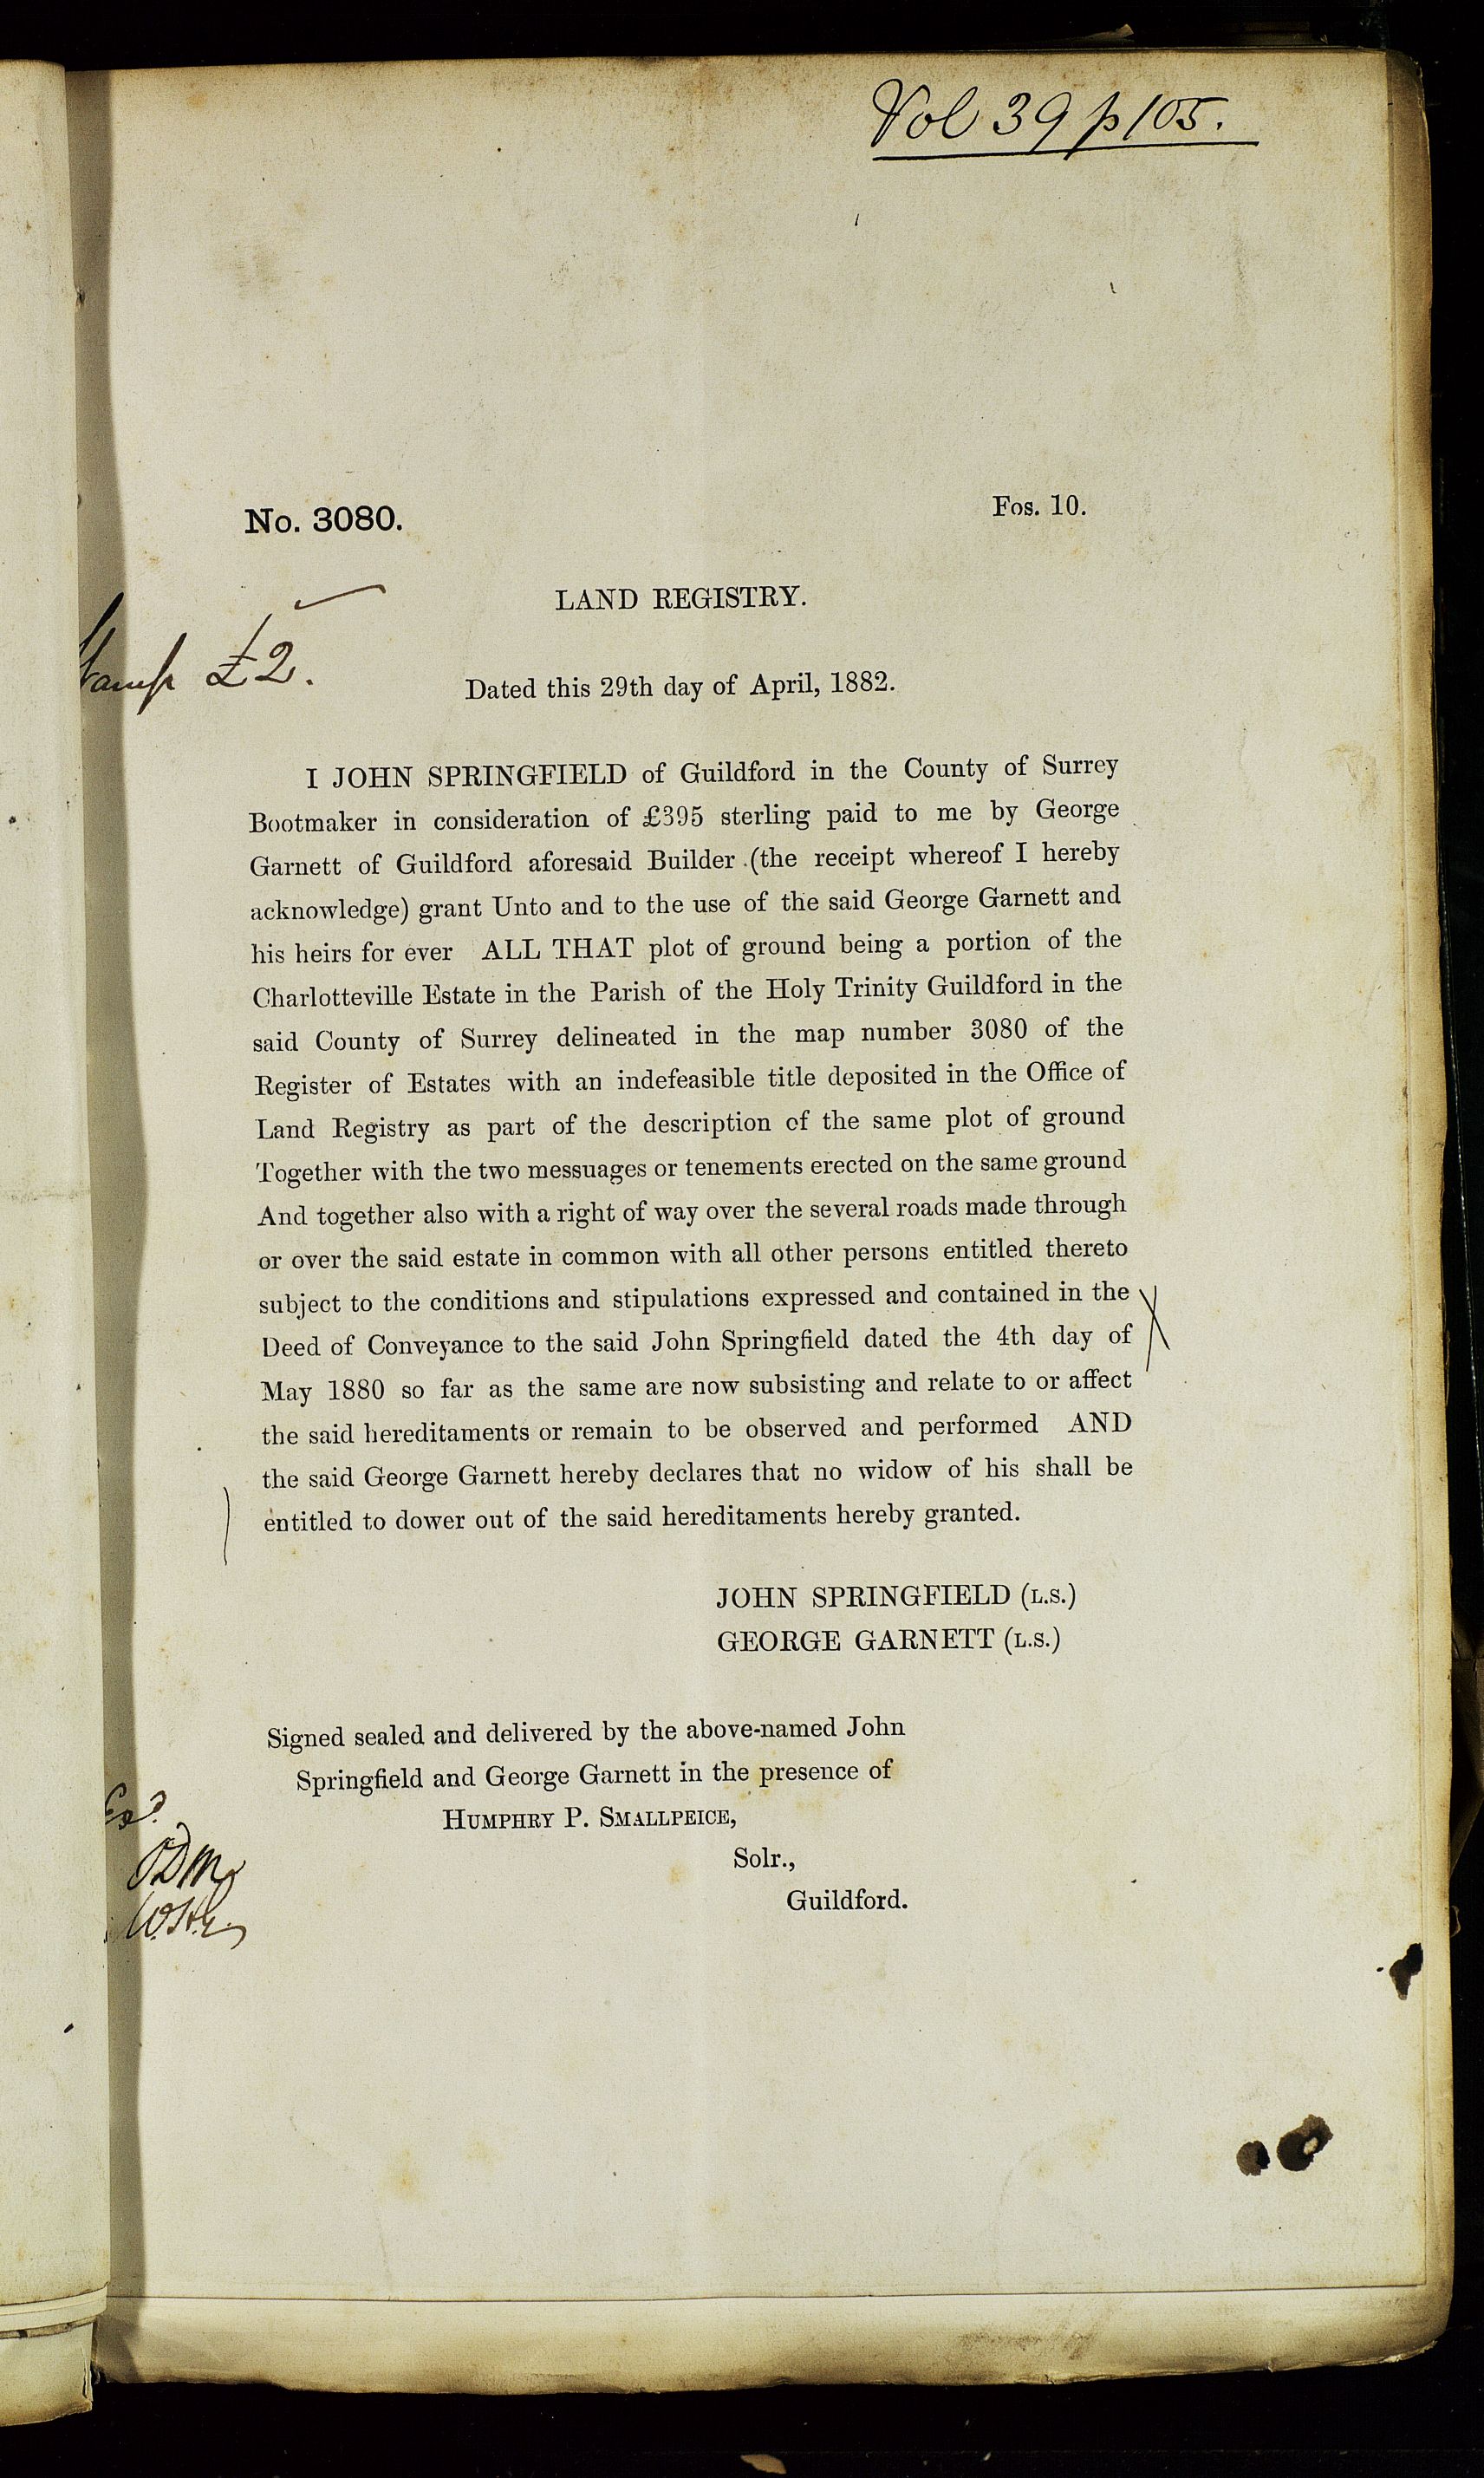 Vol 39 p 105.
No. 3080.
Fos. 10.
LAND REGISTRY.
Stamp £2.
Dated this 29th day of April, 1882.
I JOHN SPRINGFIELD of Guildford in the County of Surrey
Bootmaker in consideration of £395 sterling paid to me by George
Garnett of Guildford aforesaid Builder (the receipt whereof I hereby
acknowledge) grant Unto and to the use of the said George Garnett and
his heirs for ever ALL THAT plot of ground being a portion of the
Charlotteville Estate in the Parish of the Holy Trinity Guildford in the
said County of Surrey delineated in the map number 3080 of the
Register of Estates with an indefeasible title deposited in the Office of
Land Registry as part of the description of the same plot of ground
Together with the two messuages or tenements erected on the same ground
And together also with a right of way over the several roads made through
or over the said estate in common with all other persons entitled thereto
subject to the conditions and stipulations expressed and contained in the
Deed of Conveyance to the said John Springfield dated the 4th day of
May 1880 so far as the same are now subsisting and relate to or affect
the said hereditaments or remain to be observed and performed AND
the said George Garnett hereby declares that no widow of his shall be
entitled to dower out of the said hereditaments hereby granted.
JOHN SPRINGFIELD (L.S.)
GEORGE GARNETT (L.S.)
Signed sealed and delivered by the above-named John
Springfield and George Garnett in the presence of
HUMPHRY P. SMALLPEICE,
Solr.,
Guildford.